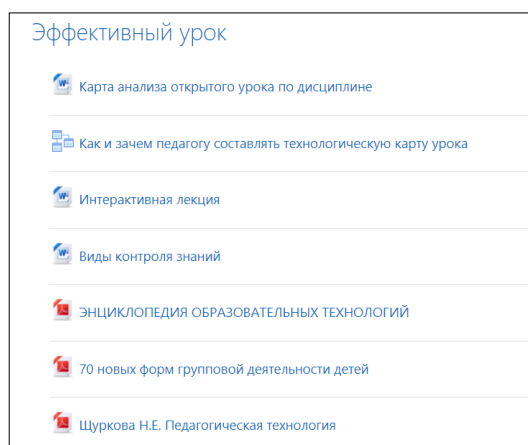 Эффективный урок
Карта анализа открытого урока по дисциплине
Как и зачем педагогу составлять технологическую карту урока
Интерактивная лекция
Виды контроля знаний
ЭНЦИКЛОПЕДИЯ ОБРАЗОВАТЕЛЬНЫХ ТЕХНОЛОГИЙ
70 новых форм групповой деятельности детей
Щуркова Н.Е. Педагогическая технология